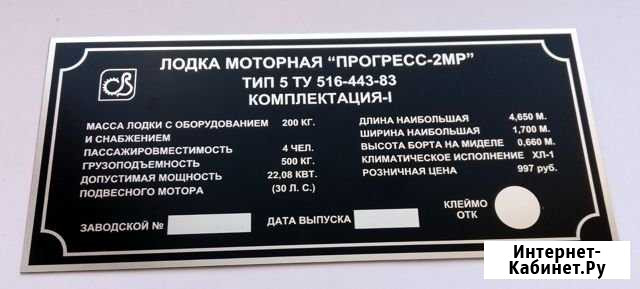 ЛОДКА МОТОРНАЯ "ПРОГРЕСС-2МР"
ТИП 5 ТУ 516-443-83
КОМПЛЕКТАЦИЯ-I
МАССА ЛОДКИ С ОБОРУДОВАНИЕМ 200 КГ.
И СНАБЖЕНИЕМ
ПАССАЖИРОВМЕСТИМОСТЬ 4 ЧЕЛ.
ГРУЗОПОДЪЕМНОСТЬ 500 КГ.
ДОПУСТИМАЯ МОЩНОСТЬ 22,08 КВТ.
ПОДВЕСНОГО МОТОРА (30 Л. С.)
ДЛИНА НАИБОЛЬШАЯ 4,650 М.
ШИРИНА НАИБОЛЬШАЯ 1,700 М.
ВЫСОТА БОРТА НА МИДЕЛЕ 0,660 М.
КЛИМАТИЧЕСКОЕ ИСПОЛНЕНИЕ ХЛ-1
РОЗНИЧНАЯ ЦЕНА 997 руб.
ЗАВОДСКОЙ № ДАТА ВЫПУСКА КЛЕЙМО
ОТК
Интернет-
Кабинет.Ру